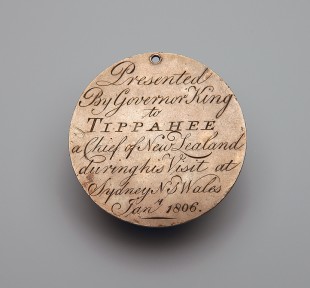 Presented
By Governor King
to
TIPPAHEE
a Chief of New Zealand
during his Visit at
Sydney N S Wales
Jany 1806.